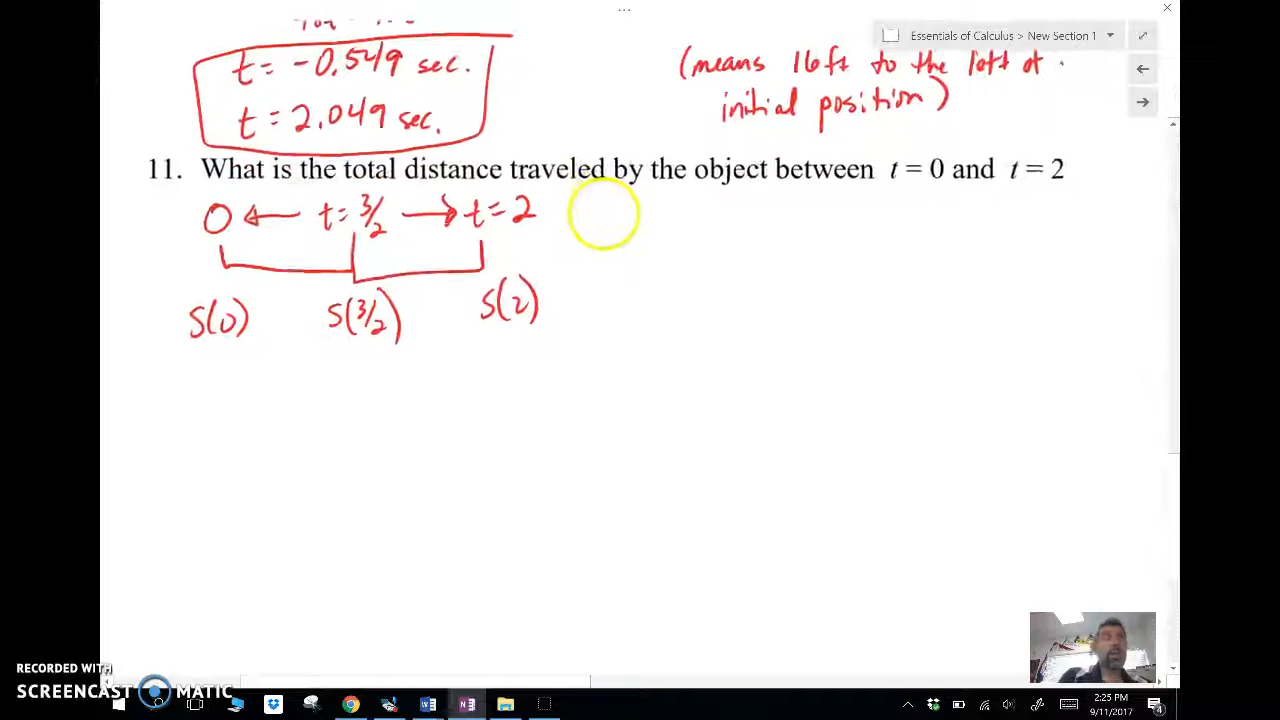 ...
Essentials of Calculus > New Section 1
t = -0.549 sec.
t = 2.049 sec.
(means 16ft to the left of
initial position)
11. What is the total distance traveled by the object between t = 0 and t = 2
0 ← t = 3/2 → t = 2
S(0) S(3/2) S(2)
RECORDED WITH
SCREENCAST MATIC
2:25 PM
9/11/2017
4